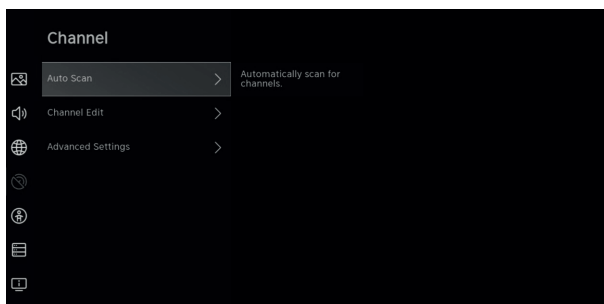 Channel
Auto Scan
Automatically scan for
channels.
Channel Edit
Advanced Settings